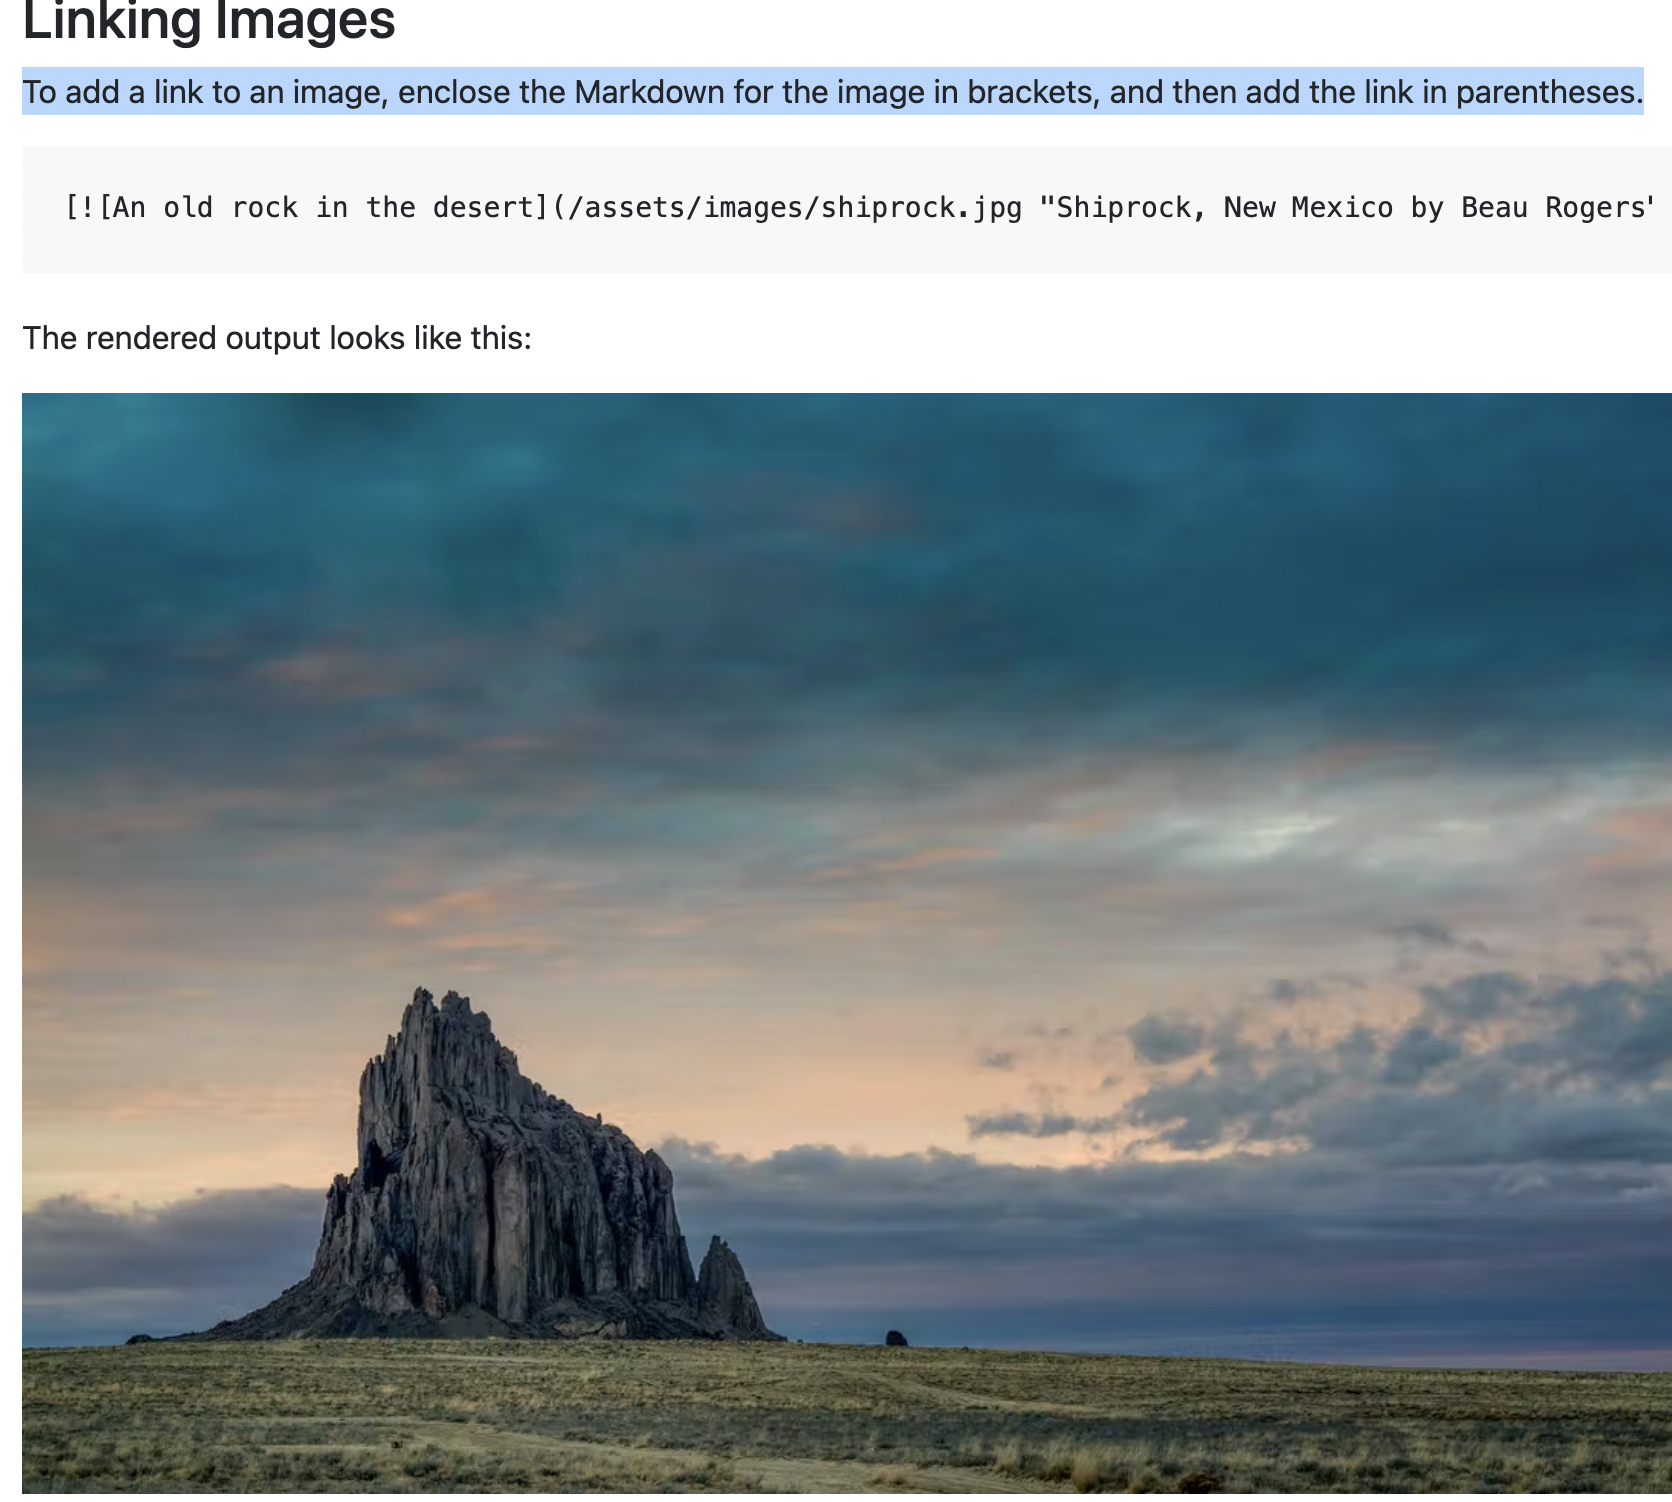 Linking Images
To add a link to an image, enclose the Markdown for the image in brackets, and then add the link in parentheses.
[![An old rock in the desert](/assets/images/shiprock.jpg "Shiprock, New Mexico by Beau Rogers'
The rendered output looks like this: